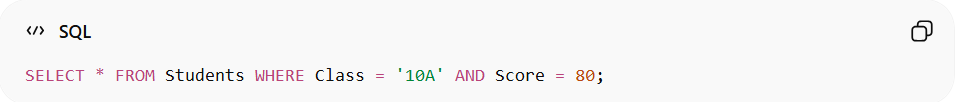 SQL
SELECT * FROM Students WHERE Class = '10A' AND Score = 80;